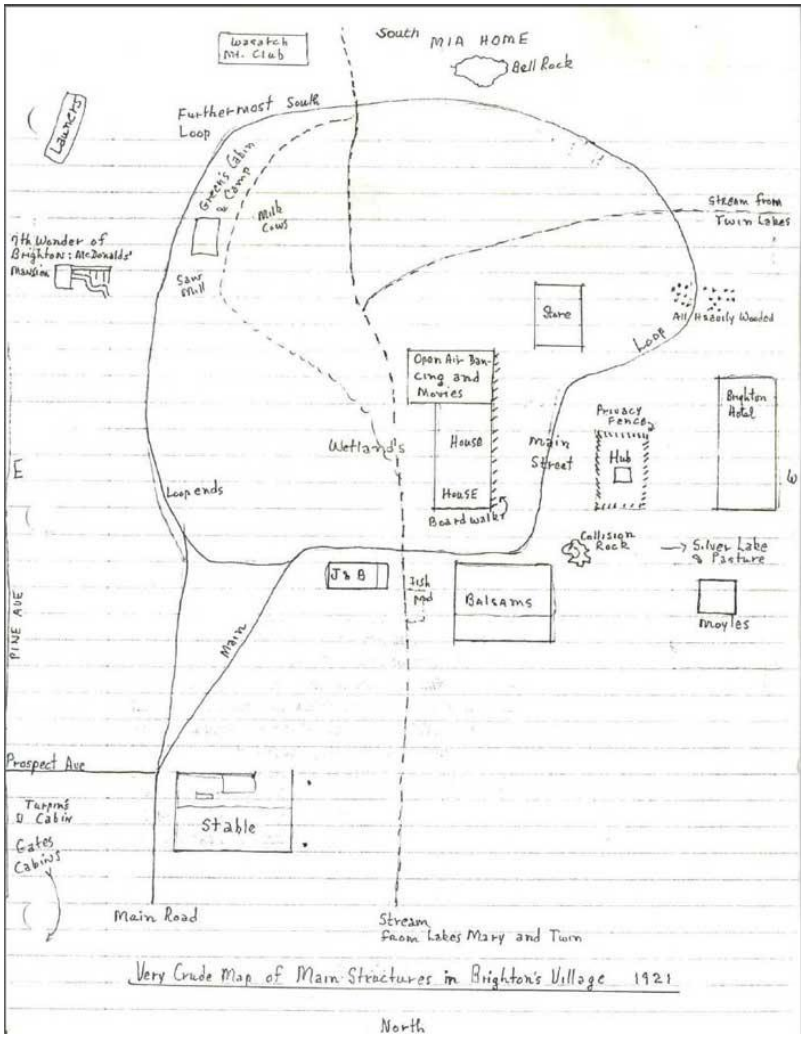 South
MIA HOME
Wasatch
Mt. Club
Bell Rock
Furthermost South
Loop
Launers
Green's Cabin
& Camp
Milk
Cows
Stream from
Twin Lakes
7th Wonder of
Brighton: McDonalds'
Mansion
Saw
Mill
Store
All Heavily Wooded
Loop
Open Air Dan-
cing and
Movies
Brighton
Hotel
Privacy
Fence
Hub
House
Main
Street
Wetland's
House
E
W
Loop ends
Boardwalk
Collision
Rock
→ Silver Lake
& Pasture
J & B
Fish
pond
BALSAMS
Moyles
PINE AVE
Main
Prospect Ave
Cabin
Gates
Cabins
Stable
Main Road
Stream
from Lakes Mary and Twin
Very Crude Map of Main Structures in Brighton's Village 1921
North